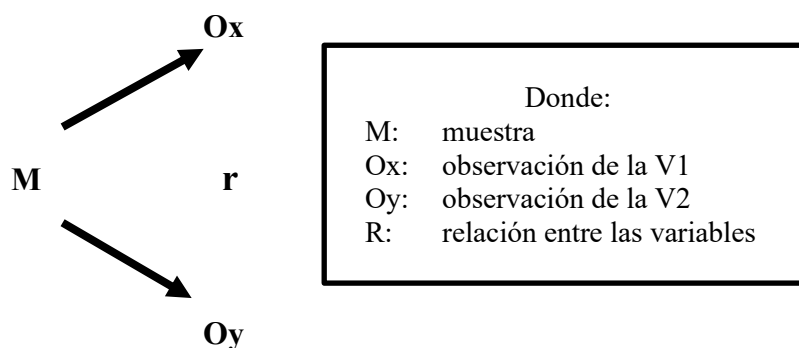 Ox
M
r
Oy
Donde:
M: muestra
Ox: observación de la V1
Oy: observación de la V2
R: relación entre las variables